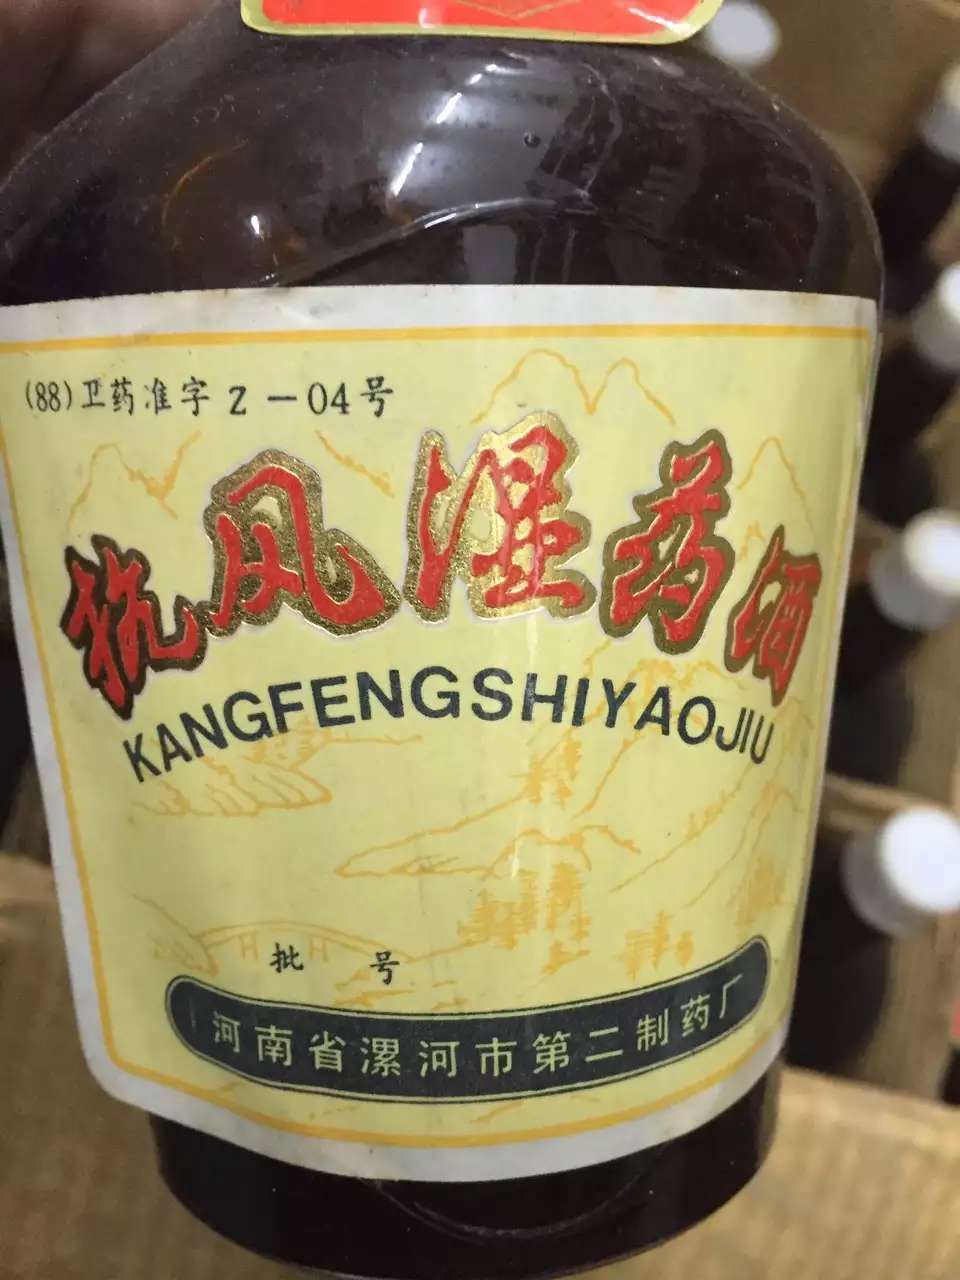 (88)卫药准字Z-04号
抗风湿药酒
KANGFENGSHIYAOJIU
批 号
河南省漯河市第二制药厂